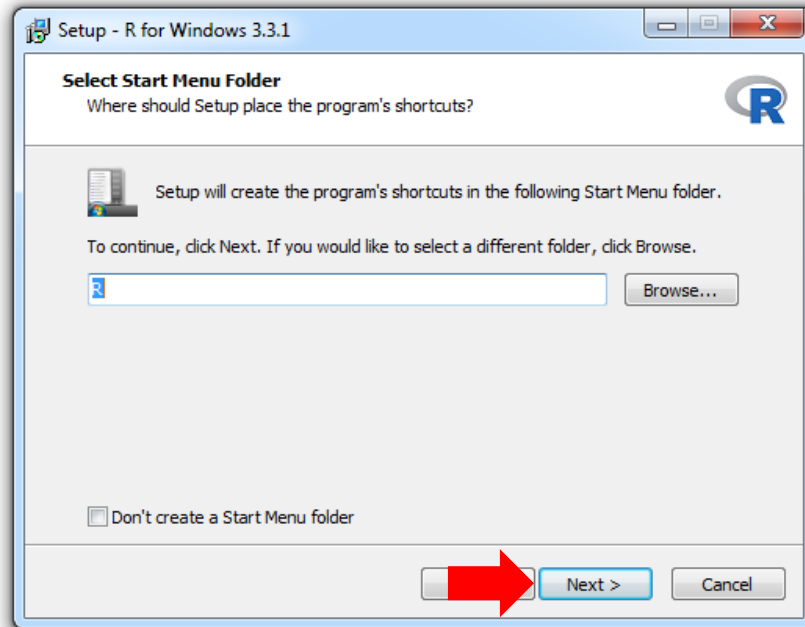 Setup - R for Windows 3.3.1
Select Start Menu Folder
Where should Setup place the program's shortcuts?
R
Setup will create the program's shortcuts in the following Start Menu folder.
To continue, click Next. If you would like to select a different folder, click Browse.
R
Browse...
Don't create a Start Menu folder
Next >
Cancel